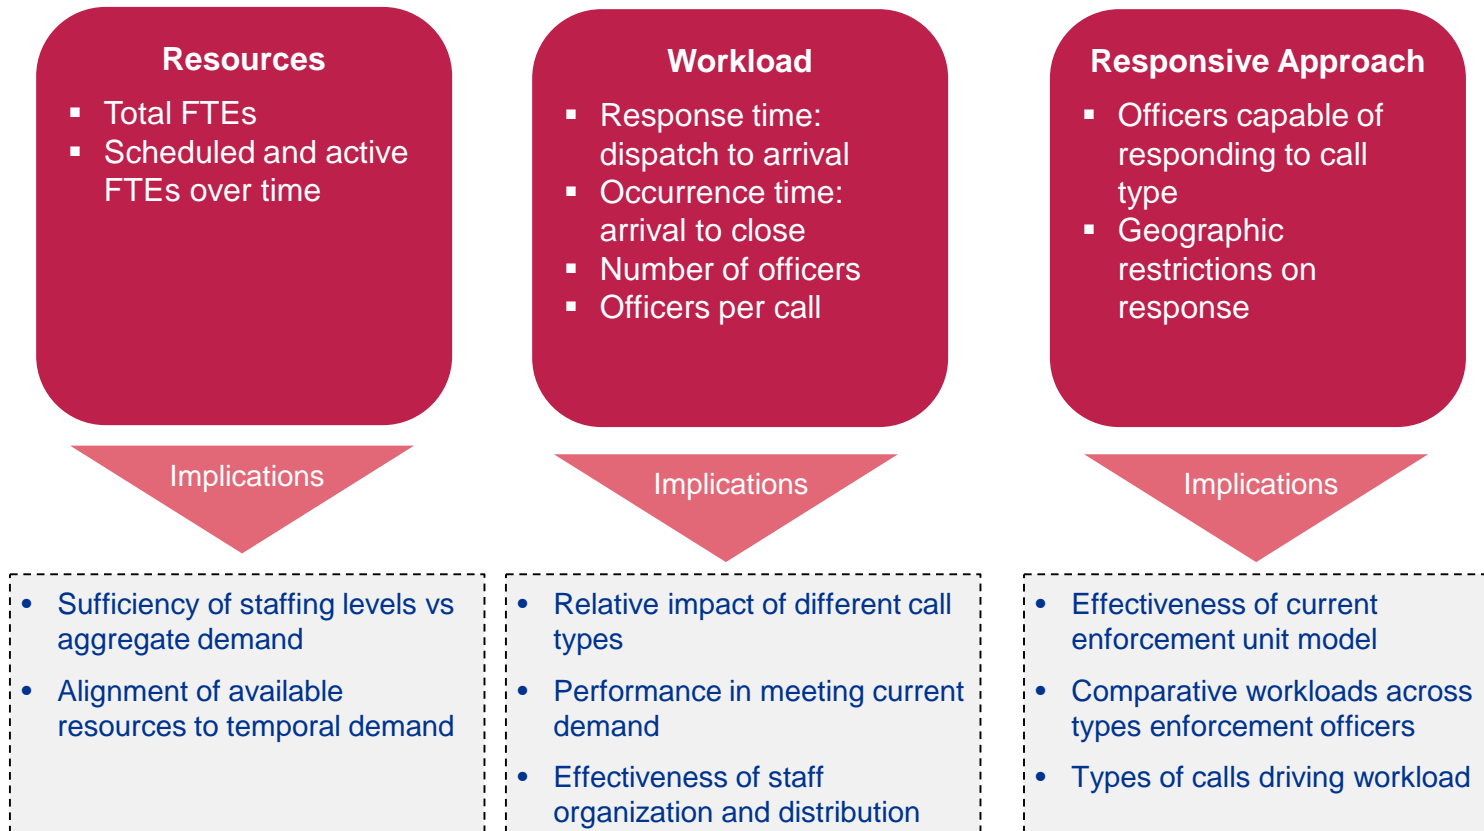 Resources
▪ Total FTEs
▪ Scheduled and active
FTEs over time
Workload
▪ Response time:
dispatch to arrival
▪ Occurrence time:
arrival to close
▪ Number of officers
▪ Officers per call
Responsive Approach
▪ Officers capable of
responding to call
type
▪ Geographic
restrictions on
response
Implications
Implications
Implications
• Sufficiency of staffing levels vs
aggregate demand
• Alignment of available
resources to temporal demand
• Relative impact of different call
types
• Performance in meeting current
demand
• Effectiveness of staff
organization and distribution
• Effectiveness of current
enforcement unit model
• Comparative workloads across
types enforcement officers
• Types of calls driving workload